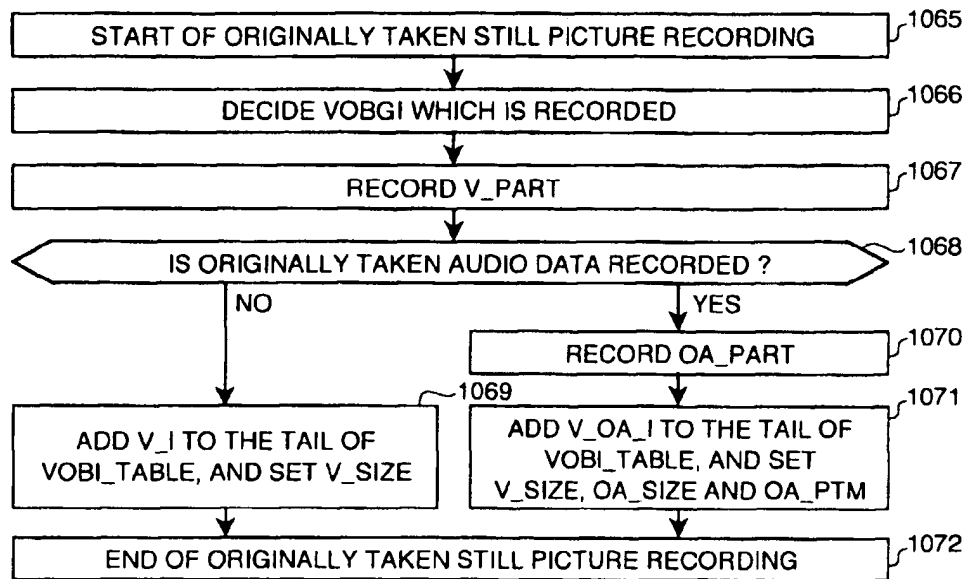 START OF ORIGINALLY TAKEN STILL PICTURE RECORDING
1065
DECIDE VOBGI WHICH IS RECORDED
1066
RECORD V_PART
1067
IS ORIGINALLY TAKEN AUDIO DATA RECORDED ?
1068
NO
YES
RECORD OA_PART
1070
1069
ADD V_I TO THE TAIL OF
VOBI_TABLE, AND SET V_SIZE
1071
ADD V_OA_I TO THE TAIL OF
VOBI_TABLE, AND SET
V_SIZE, OA_SIZE AND OA_PTM
END OF ORIGINALLY TAKEN STILL PICTURE RECORDING
1072